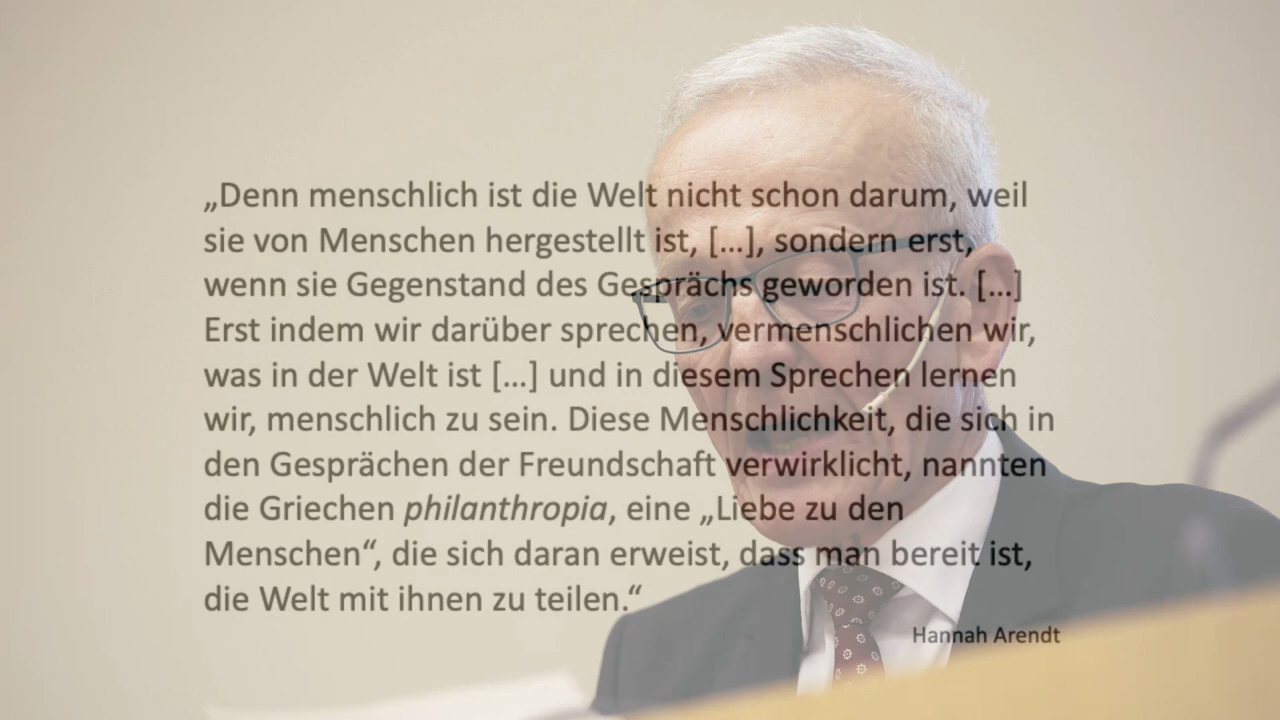 „Denn menschlich ist die Welt nicht schon darum, weil
sie von Menschen hergestellt ist, […], sondern erst,
wenn sie Gegenstand des Gesprächs geworden ist. […]
Erst indem wir darüber sprechen, vermenschlichen wir,
was in der Welt ist […] und in diesem Sprechen lernen
wir, menschlich zu sein. Diese Menschlichkeit, die sich in
den Gesprächen der Freundschaft verwirklicht, nannten
die Griechen philanthropia, eine „Liebe zu den
Menschen“, die sich daran erweist, dass man bereit ist,
die Welt mit ihnen zu teilen.“
Hannah Arendt